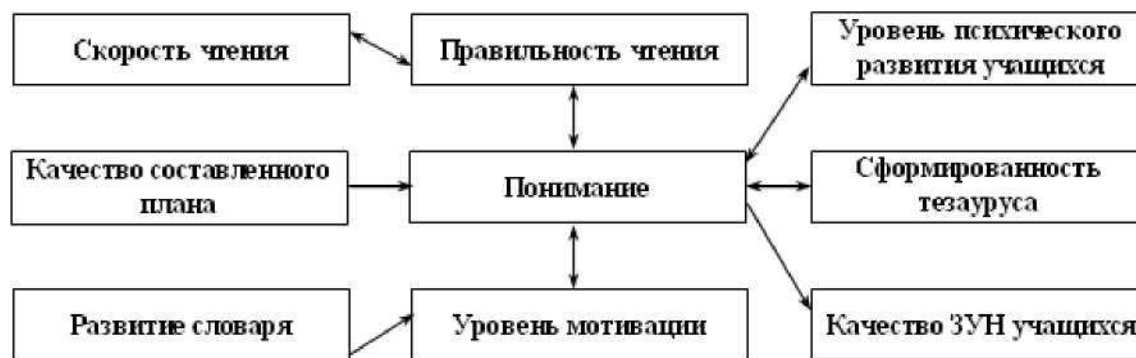 Скорость чтения
Правильность чтения
Уровень психического
развития учащихся
Качество составленного
плана
Понимание
Сформированность
тезауруса
Развитие словаря
Уровень мотивации
Качество ЗУН учащихся